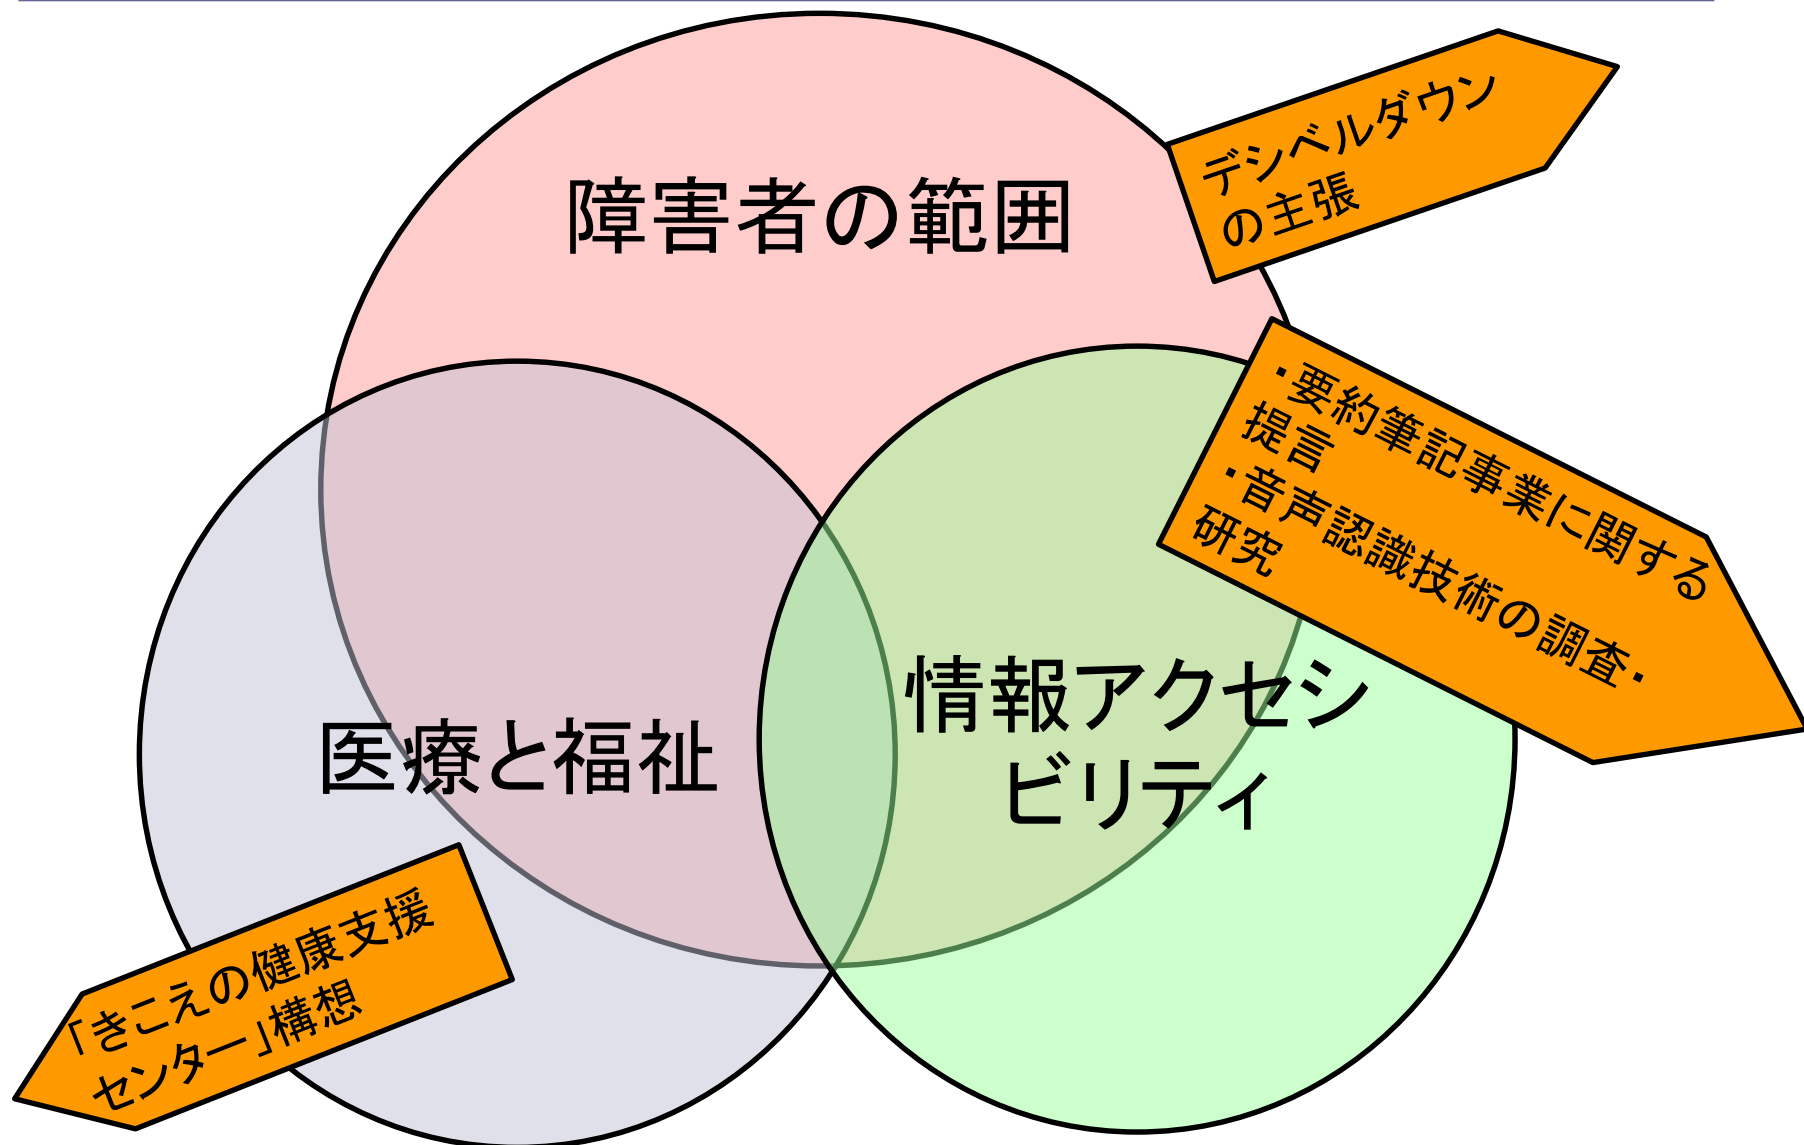 障害者の範囲
デシベルダウン
の主張
・要約筆記事業に関する
提言
・音声認識技術の調査・
研究
情報アクセシ
ビリティ
医療と福祉
「きこえの健康支援
センター」構想